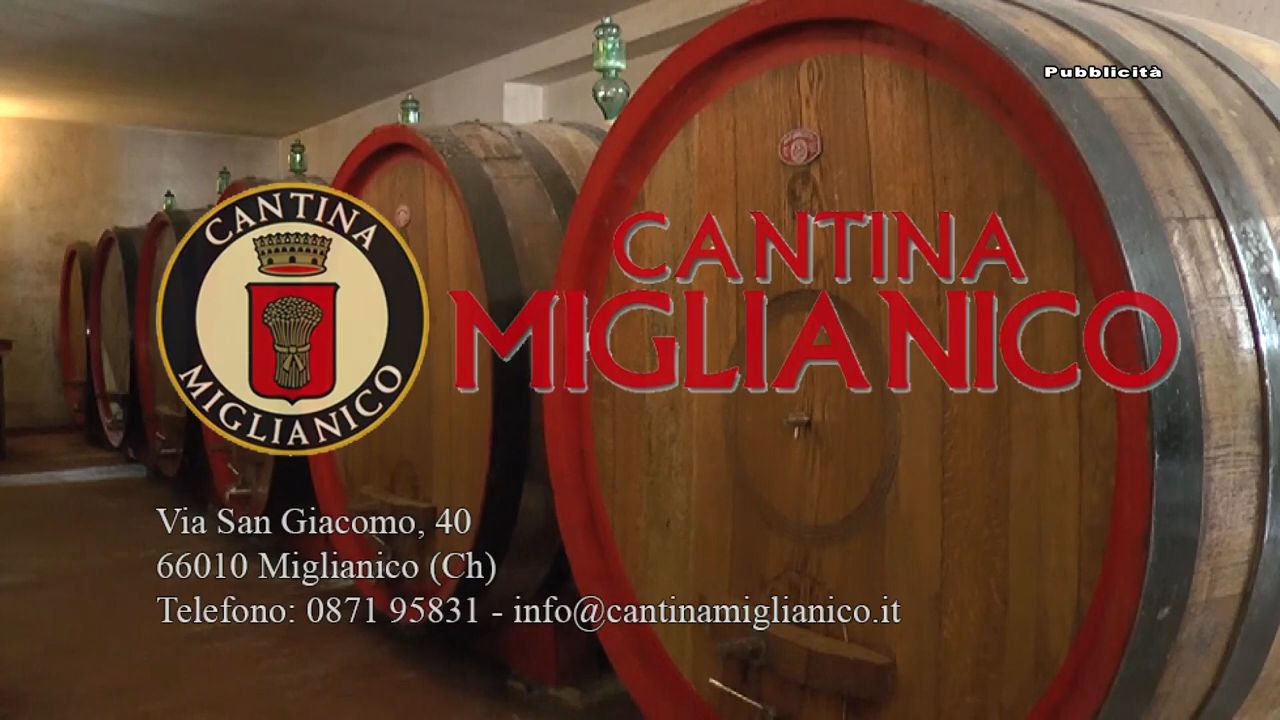 Pubblicità
CANTINA
MIGLIANICO
CANTINA
MIGLIANICO
Via San Giacomo, 40
66010 Miglianico (Ch)
Telefono: 0871 95831 - info@cantinamiglianico.it